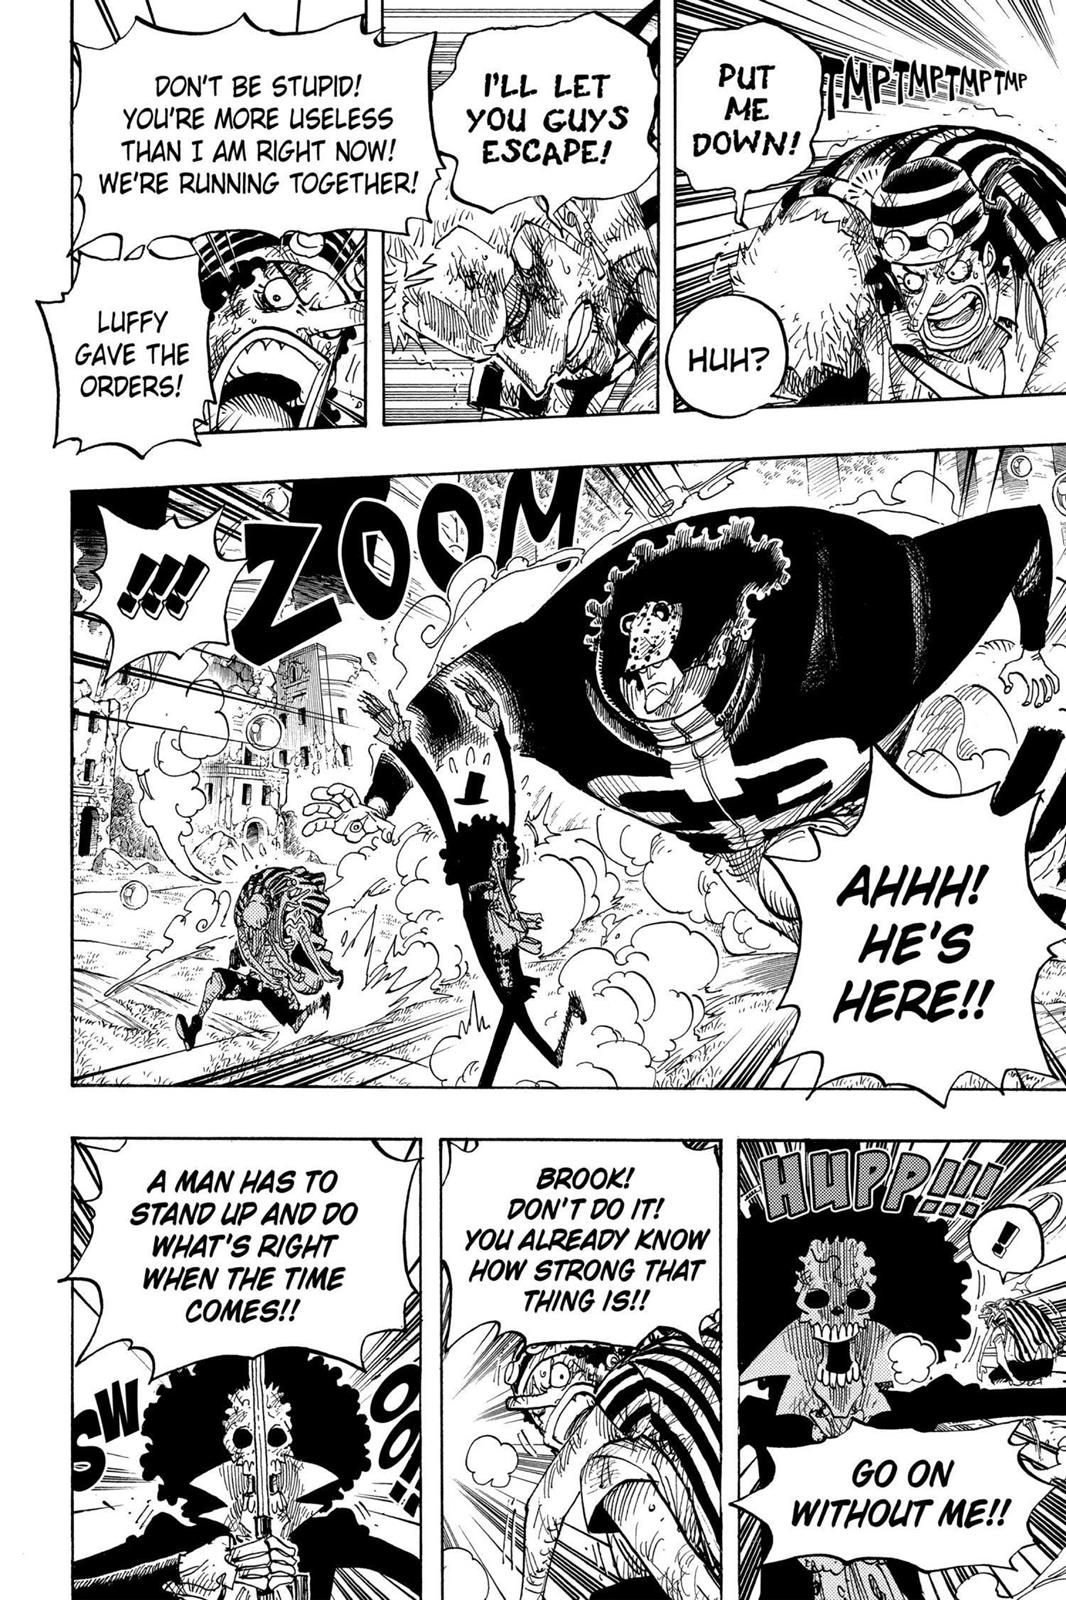 TMPTMPTMPTMP
PUT
ME
DOWN!
HUH?
I'LL LET
YOU GUYS
ESCAPE!
DON'T BE STUPID!
YOU'RE MORE USELESS
THAN I AM RIGHT NOW!
WE'RE RUNNING TOGETHER!
LUFFY
GAVE THE
ORDERS!
ZOOM
!!!!
AHHH!
HE'S
HERE!!
HUPP!!!
!
GO ON
WITHOUT ME!!
BROOK!
DON'T DO IT!
YOU ALREADY KNOW
HOW STRONG THAT
THING IS!!
A MAN HAS TO
STAND UP AND DO
WHAT'S RIGHT
WHEN THE TIME
COMES!!
SW
OO!!